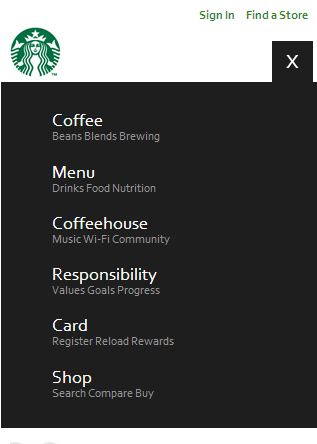 Sign In Find a Store
X
Coffee
Beans Blends Brewing
Menu
Drinks Food Nutrition
Coffeehouse
Music Wi-Fi Community
Responsibility
Values Goals Progress
Card
Register Reload Rewards
Shop
Search Compare Buy